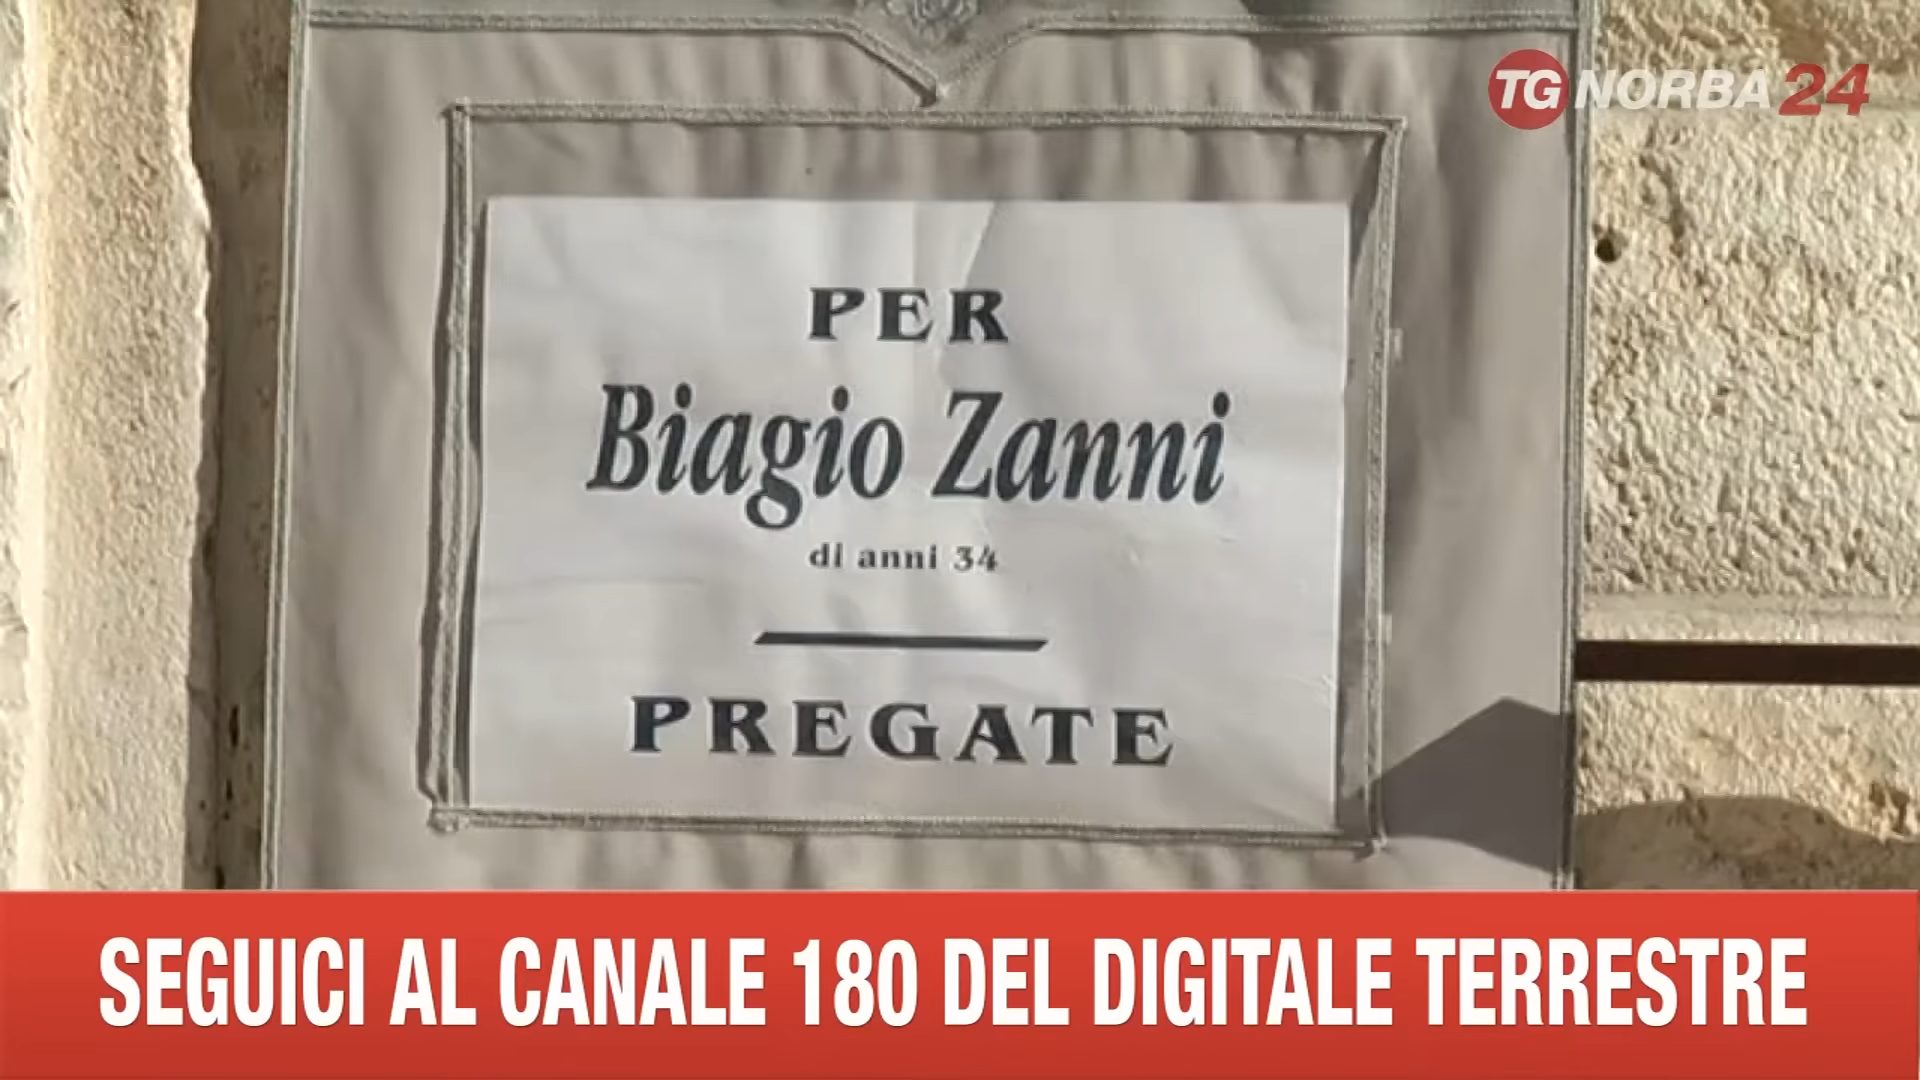 TG NORBA 24
PER
Biagio Zanni
di anni 34
PREGATE
SEGUICI AL CANALE 180 DEL DIGITALE TERRESTRE